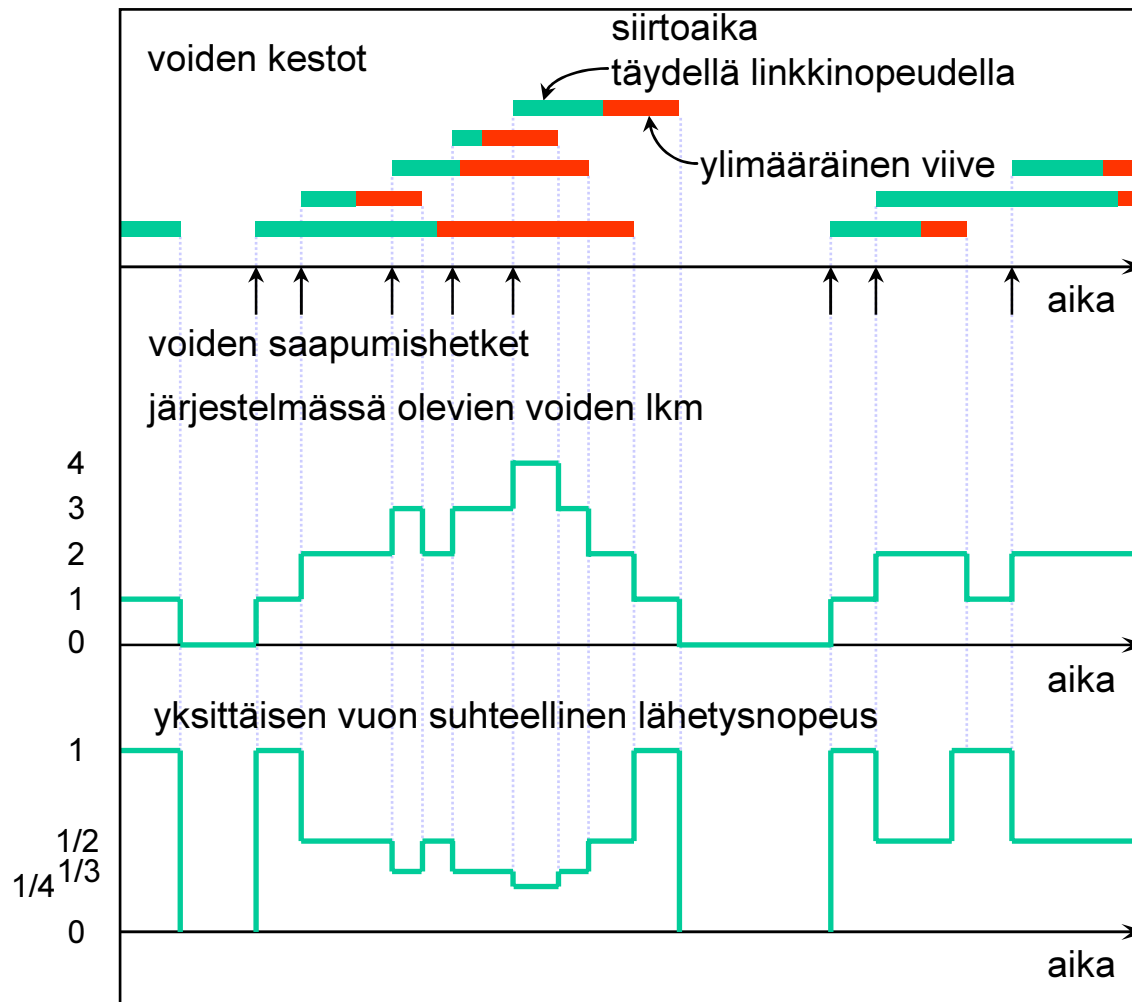 siirtoaika
voiden kestot
täydellä linkkinopeudella
ylimääräinen viive
aika
voiden saapumishetket
järjestelmässä olevien voiden lkm
4
3
2
1
0
aika
yksittäisen vuon suhteellinen lähetysnopeus
1
1/2
1/3
1/4
0
aika